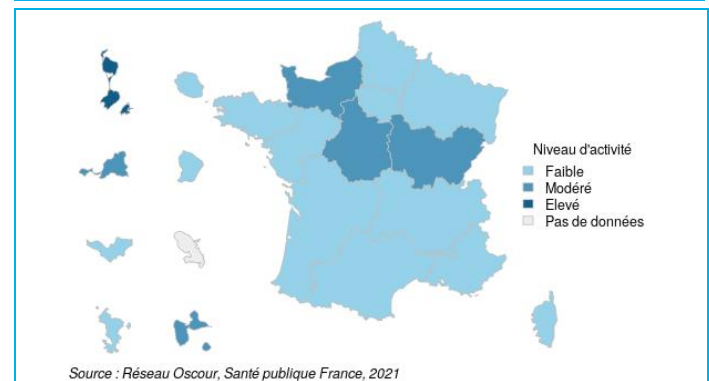 Niveau d'activité
Faible
Modéré
Elevé
Pas de données
Source : Réseau Oscour, Santé publique France, 2021